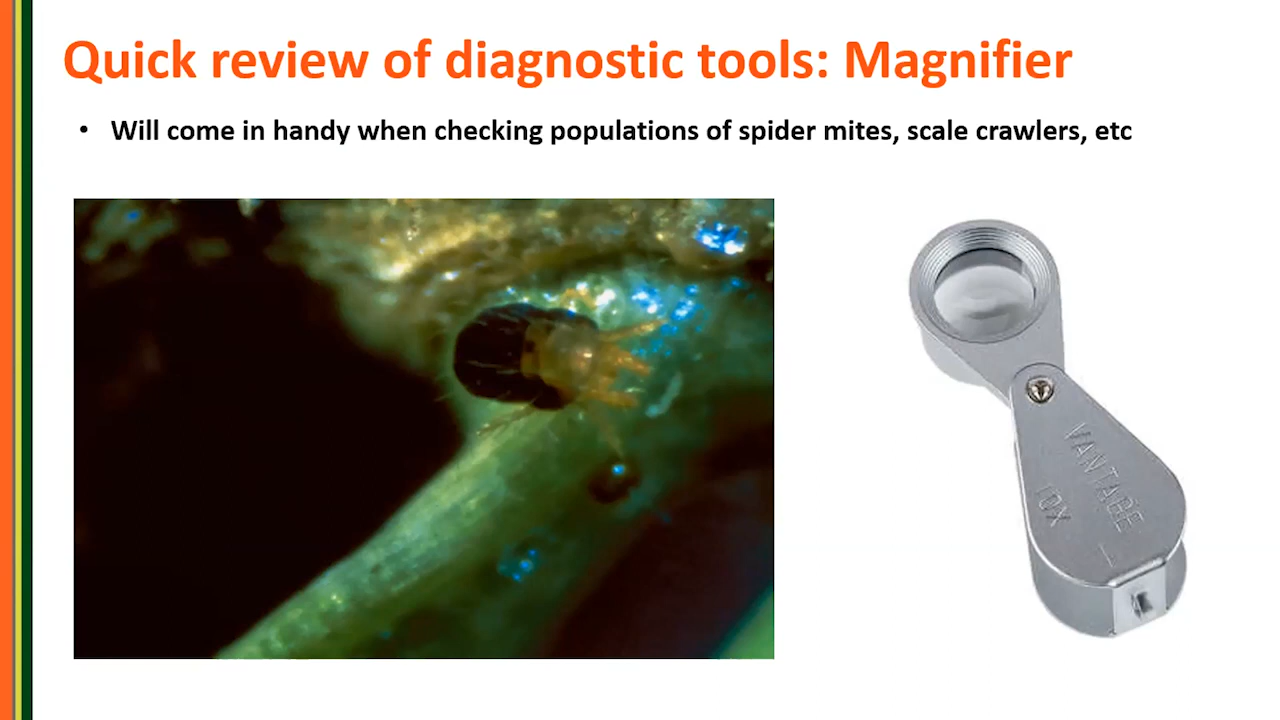 Quick review of diagnostic tools: Magnifier
• Will come in handy when checking populations of spider mites, scale crawlers, etc
VANTAGE
10X